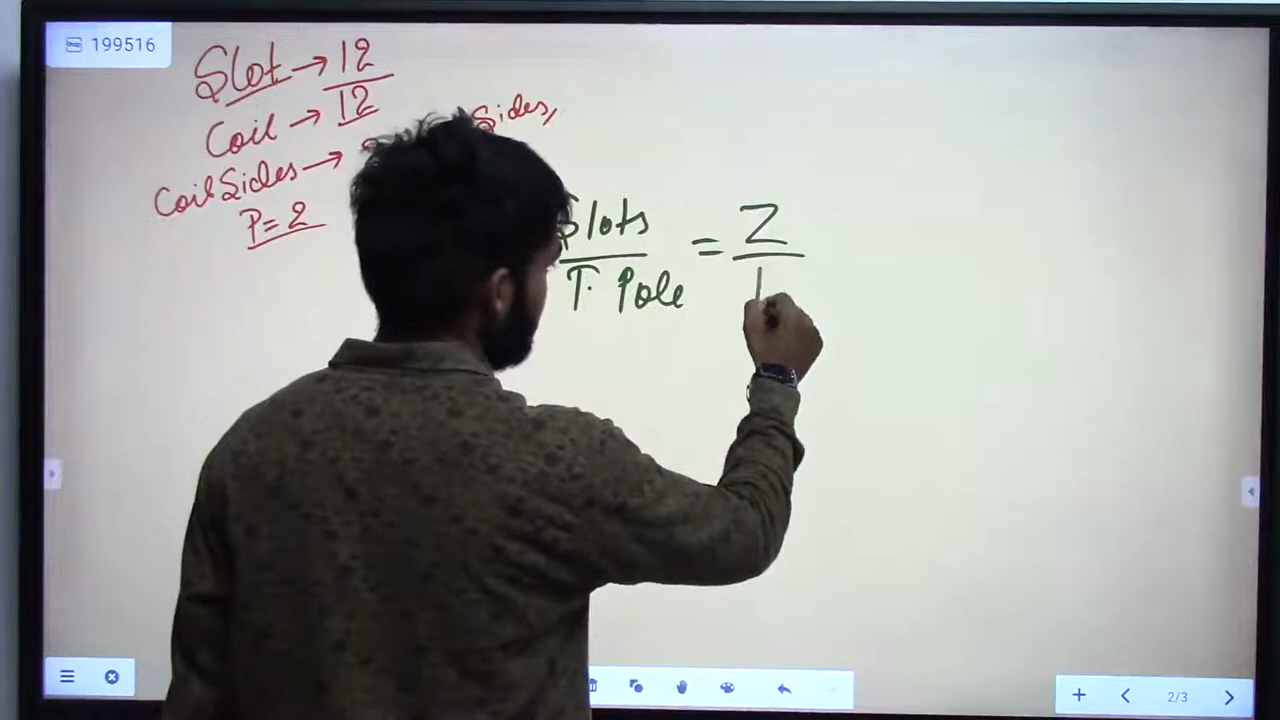 199516
Slot → 12
Coil → 12
Coil Sides → Sides,
P = 2
Slots = Z
T. Pole
2/3